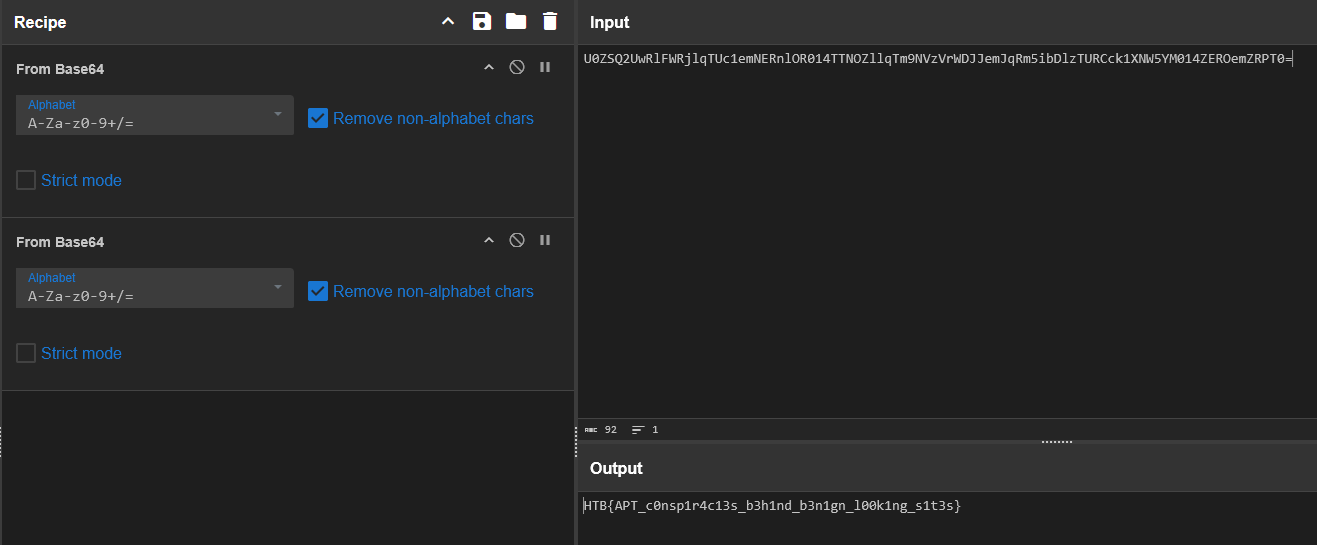 Recipe
Input
From Base64
Alphabet
A-Za-z0-9+/=
Remove non-alphabet chars
Strict mode
From Base64
Alphabet
A-Za-z0-9+/=
Remove non-alphabet chars
Strict mode
U0ZSQ2UwRlFWRjlqTUc1emNERnlOR014TTNOZllqTm9NVzVrWDJJemJqRm5ibDlzTURCck1XNW5YM014ZEROemZRPT0=
ABC 92 1
Output
HTB{APT_c0nsp1r4c13s_b3h1nd_b3n1gn_l00k1ng_s1t3s}